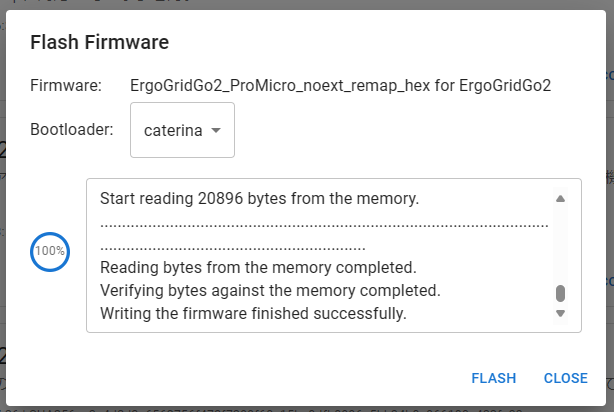 Flash Firmware
Firmware: ErgoGridGo2_ProMicro_noext_remap_hex for ErgoGridGo2
Bootloader: caterina
Start reading 20896 bytes from the memory.
..........................................................................................................
...............................................................
100%
Reading bytes from the memory completed.
Verifying bytes against the memory completed.
Writing the firmware finished successfully.
FLASH CLOSE